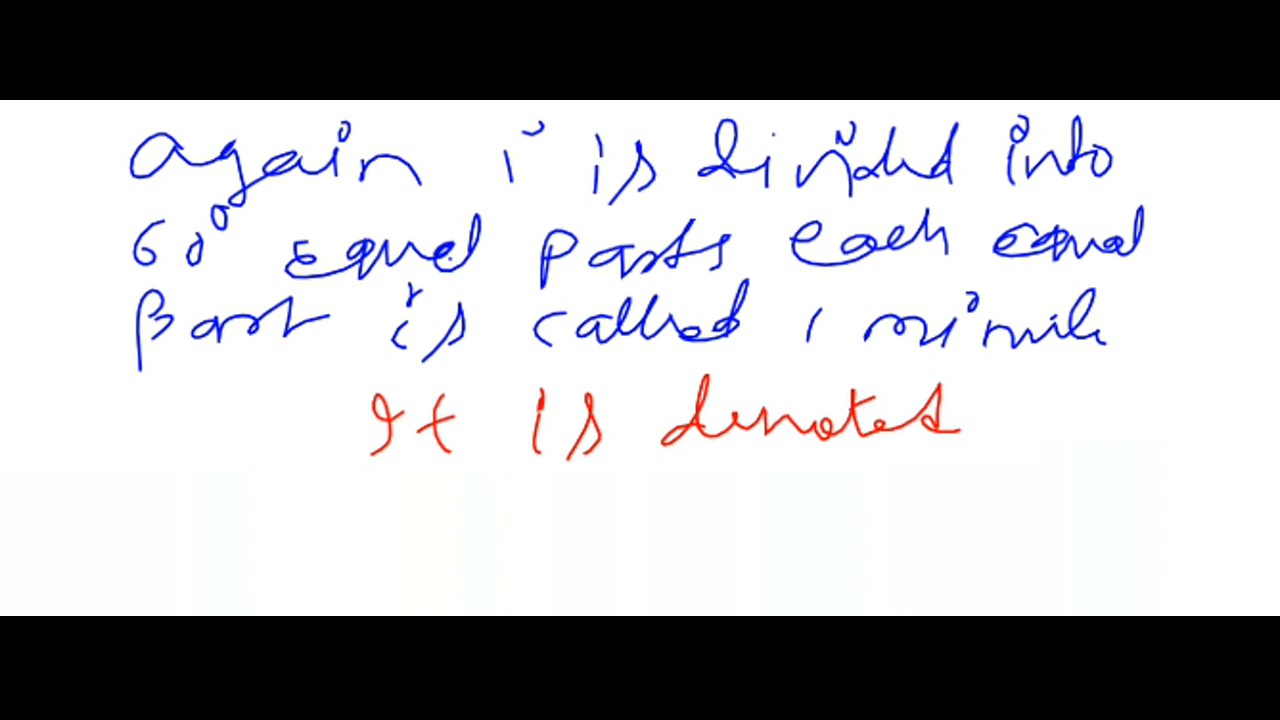 again 1° is divided into
60° equal parts each equal
part is called 1 minute
It is denoted